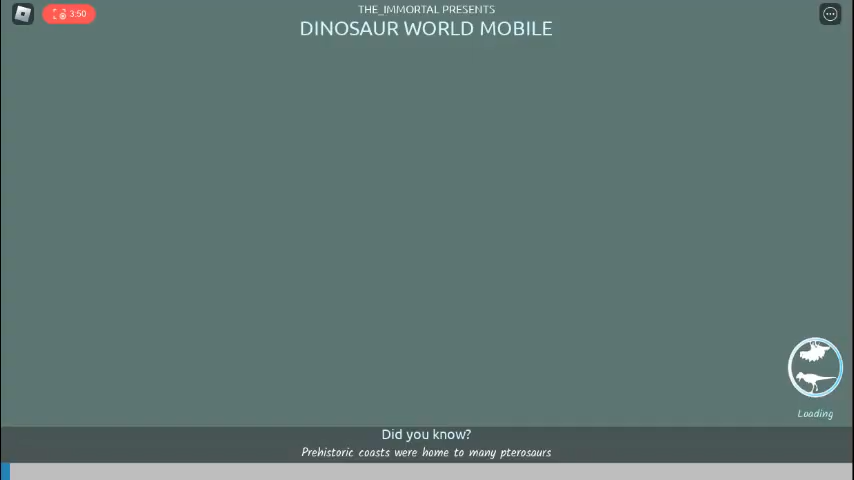 3:50
THE_IMMORTAL PRESENTS
DINOSAUR WORLD MOBILE
Loading
Did you know?
Prehistoric coasts were home to many pterosaurs